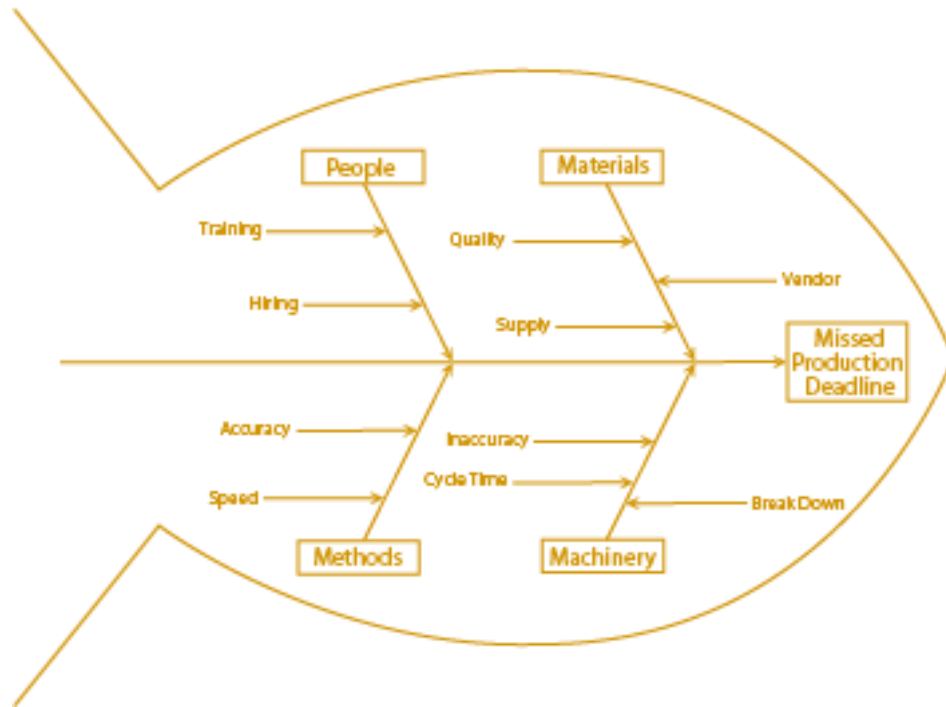 People
Materials
Training
Quality
Vendor
Hiring
Supply
Missed
Production
Deadline
Accuracy
Inaccuracy
Cycle Time
Speed
Break Down
Methods
Machinery